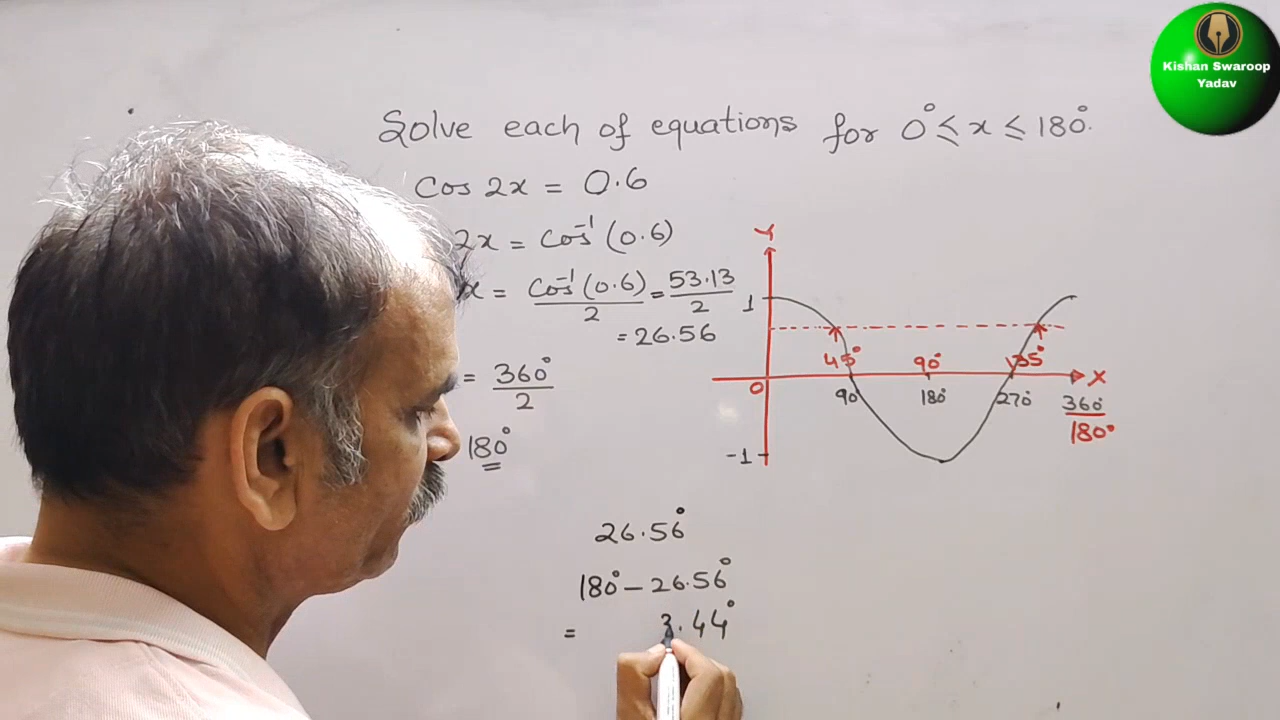 Kishan Swaroop
Yadav
Solve each of equations for 0° ≤ x ≤ 180°.
Cos 2x = 0.6
2x = Cos⁻¹(0.6)
x = Cos⁻¹(0.6)/2 = 53.13/2
= 26.56
= 360°/2
180°
Y
1
45° 90° 135° X
0
90° 180° 270° 360°
180°
-1
26.56°
180° − 26.56°
= 3.44°